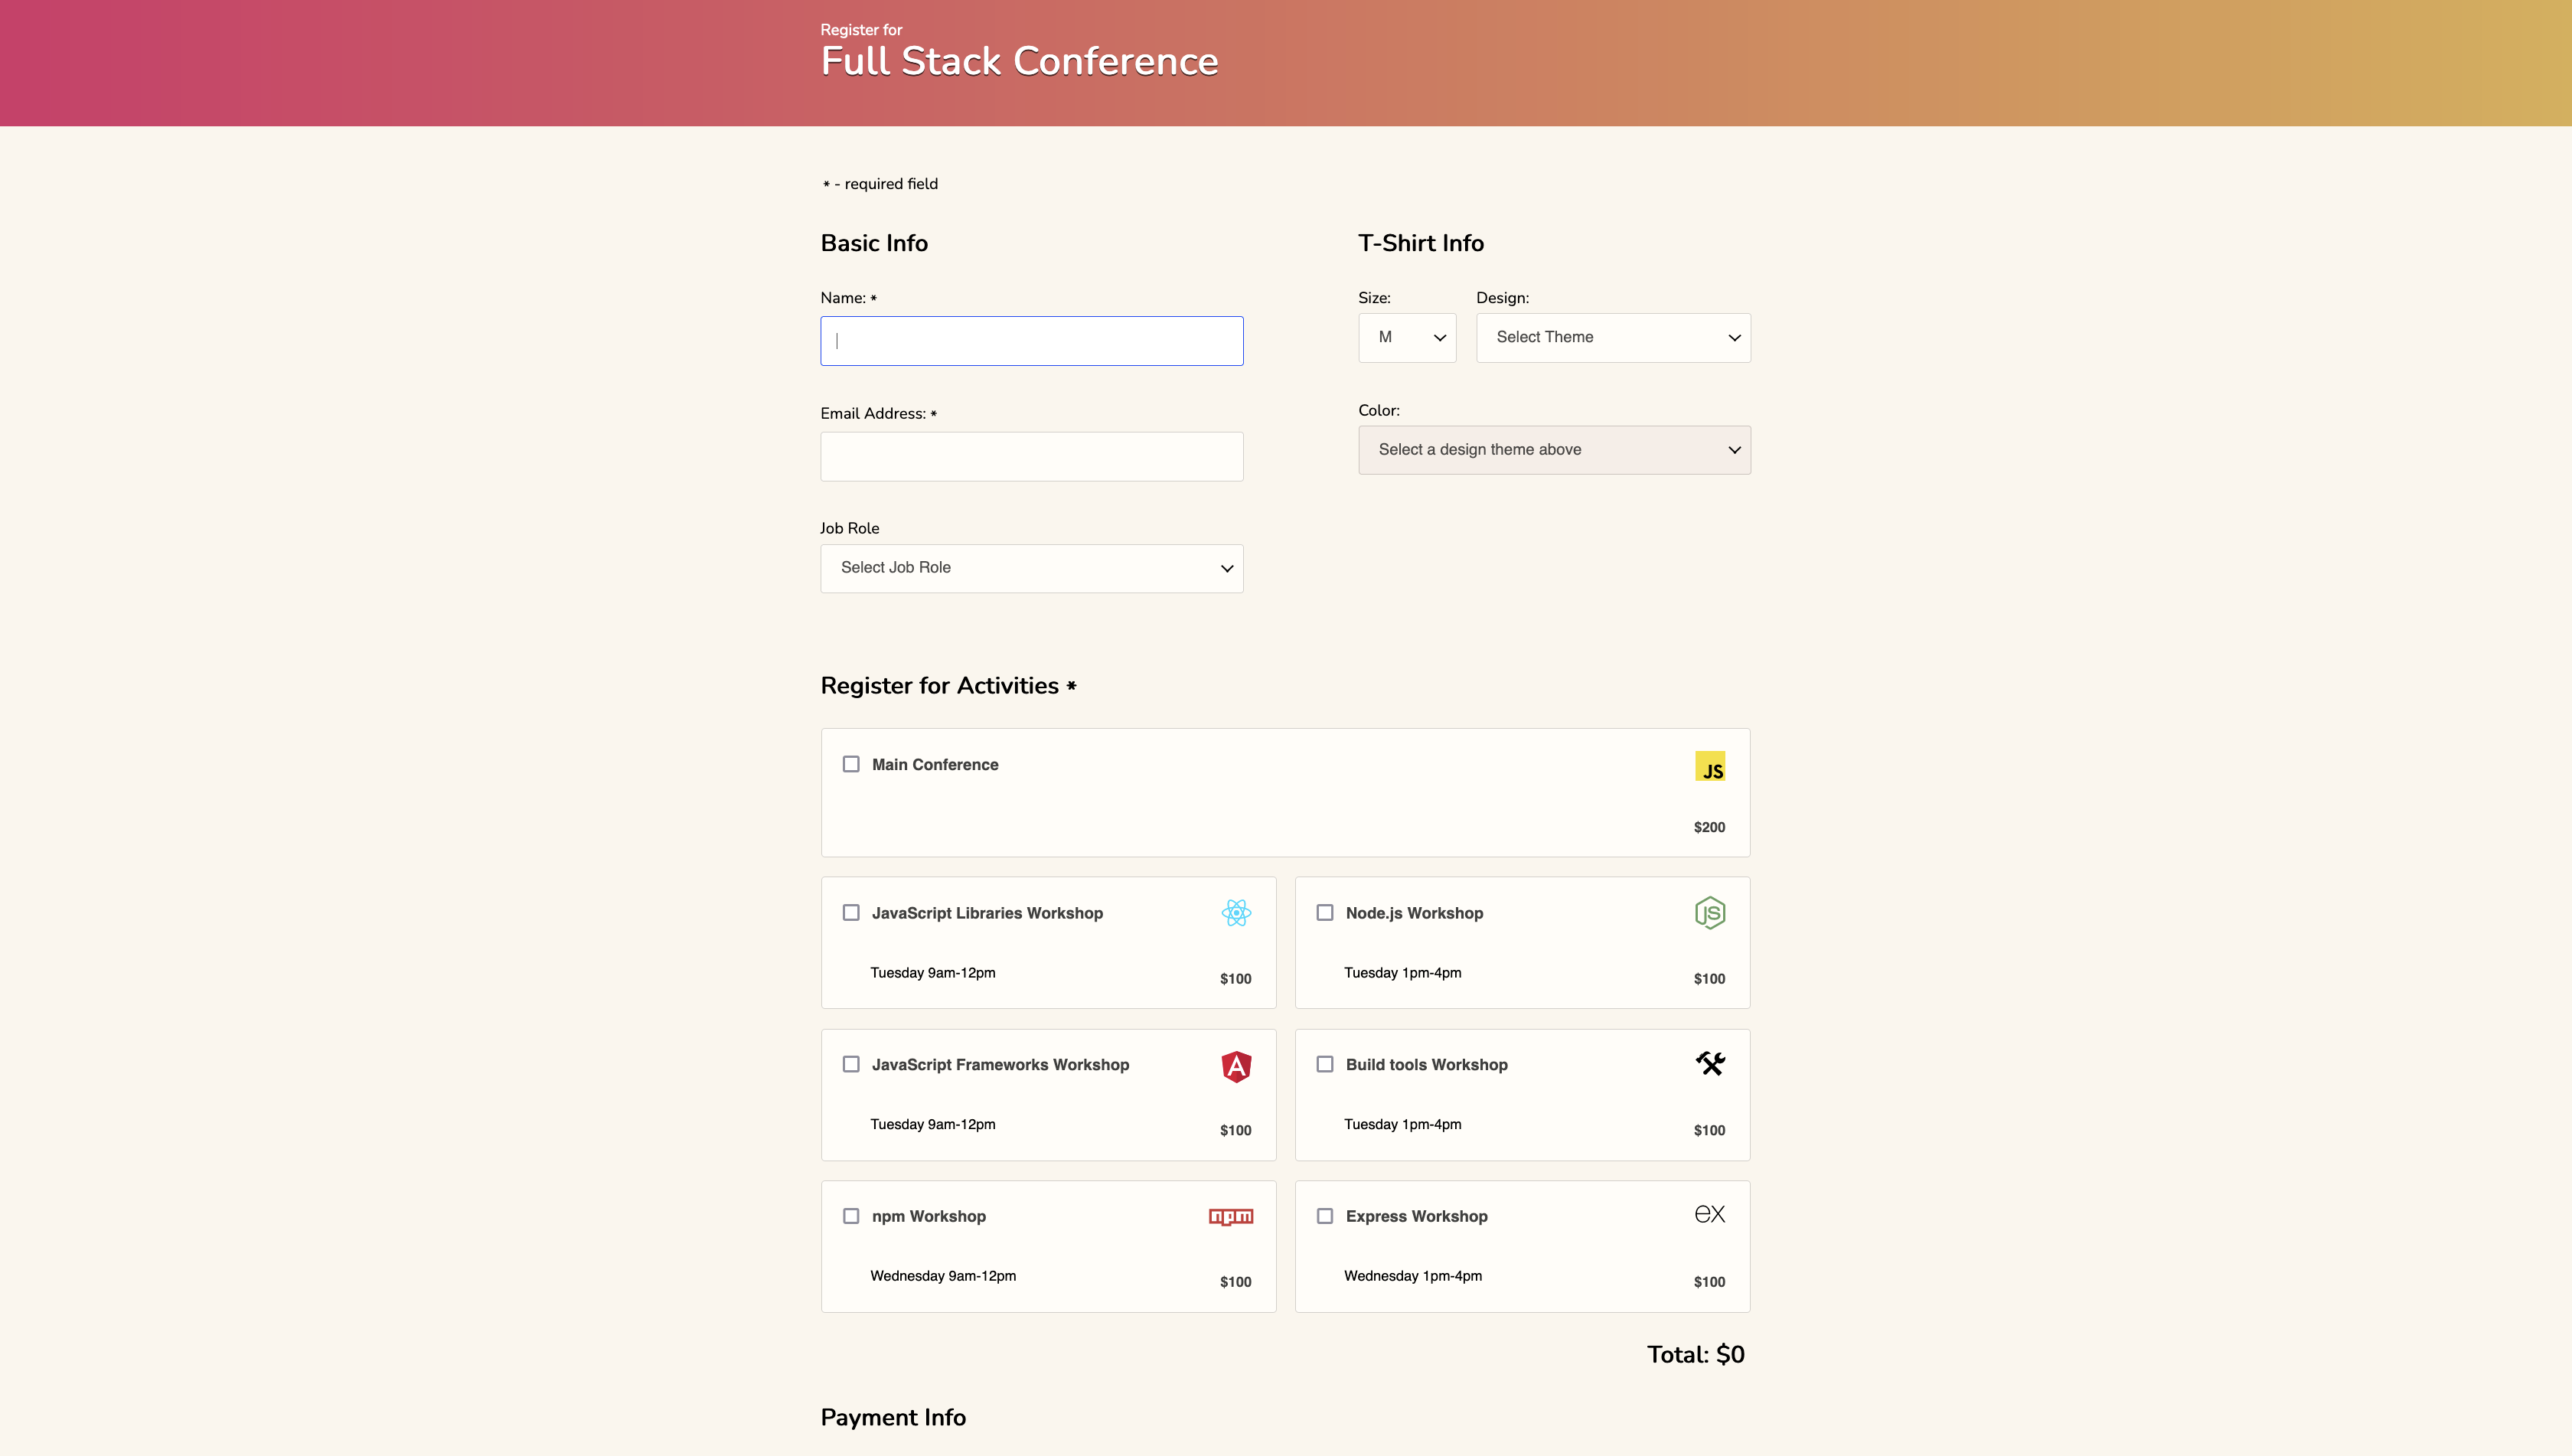 Register for
Full Stack Conference
* - required field
Basic Info
Name: *
Email Address: *
Job Role
Select Job Role
T-Shirt Info
Size:
Design:
M
Select Theme
Color:
Select a design theme above
Register for Activities *
Main Conference
JS
$200
JavaScript Libraries Workshop
Tuesday 9am-12pm
$100
Node.js Workshop
JS
Tuesday 1pm-4pm
$100
JavaScript Frameworks Workshop
A
Tuesday 9am-12pm
$100
Build tools Workshop
Tuesday 1pm-4pm
$100
npm Workshop
npm
Wednesday 9am-12pm
$100
Express Workshop
ex
Wednesday 1pm-4pm
$100
Total: $0
Payment Info